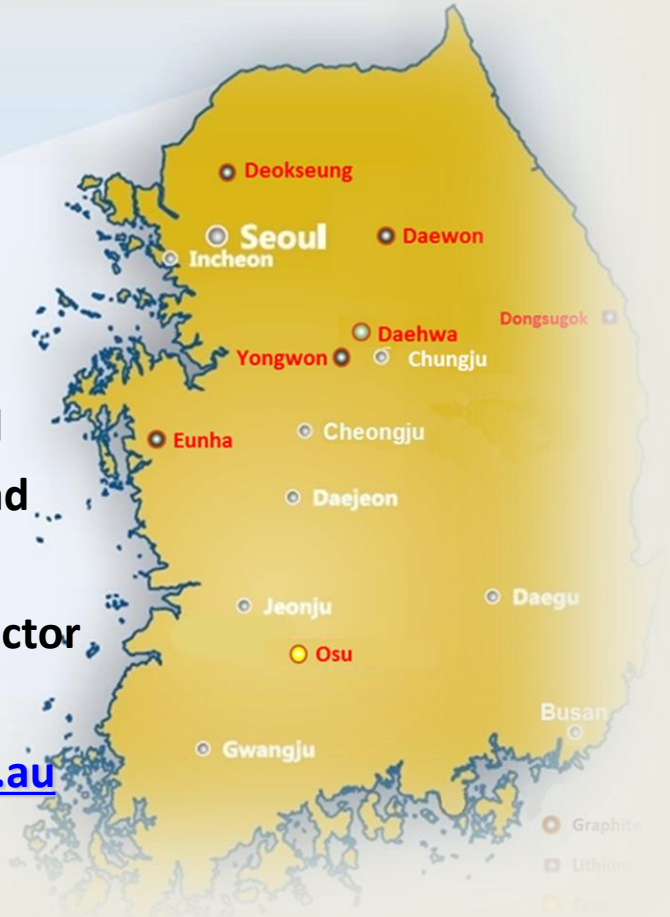 Deokseung
Seoul
Daewon
Incheon
Dongsugok
Daehwa
Yongwon
Chungju
Cheongju
Eunha
Daejeon
Daegu
Jeonju
ctor
Osu
Busan
Gwangju
.au
Graphite
Lithium